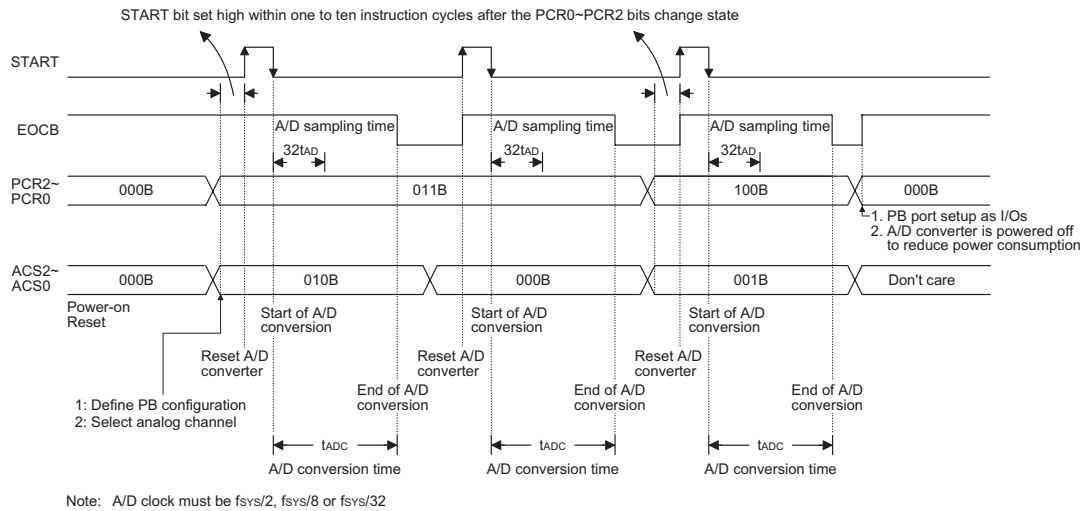 START bit set high within one to ten instruction cycles after the PCR0~PCR2 bits change state
START
EOCB
A/D sampling time
A/D sampling time
A/D sampling time
32tAD
32tAD
32tAD
PCR2~
PCR0
000B
011B
100B
000B
1. PB port setup as I/Os
2. A/D converter is powered off
to reduce power consumption
ACS2~
ACS0
000B
010B
000B
001B
Don't care
Power-on
Reset
Start of A/D
conversion
Start of A/D
conversion
Start of A/D
conversion
Reset A/D
converter
Reset A/D
converter
Reset A/D
converter
1: Define PB configuration
2: Select analog channel
End of A/D
conversion
End of A/D
conversion
End of A/D
conversion
tADC
tADC
tADC
A/D conversion time
A/D conversion time
A/D conversion time
Note: A/D clock must be fSYS/2, fSYS/8 or fSYS/32